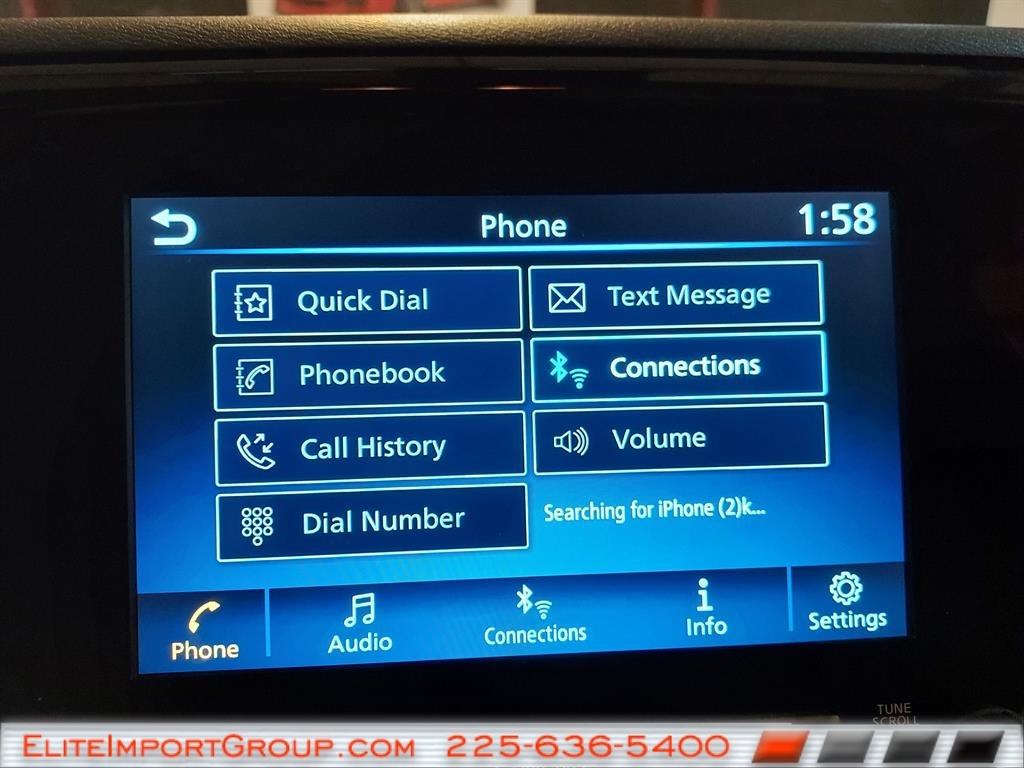 Phone
1:58
Quick Dial
Text Message
Phonebook
Connections
Call History
Volume
Dial Number
Searching for iPhone (2)k...
Phone
Audio
Connections
Info
Settings
TUNE
SCROLL
EliteImportGroup.com 225-636-5400